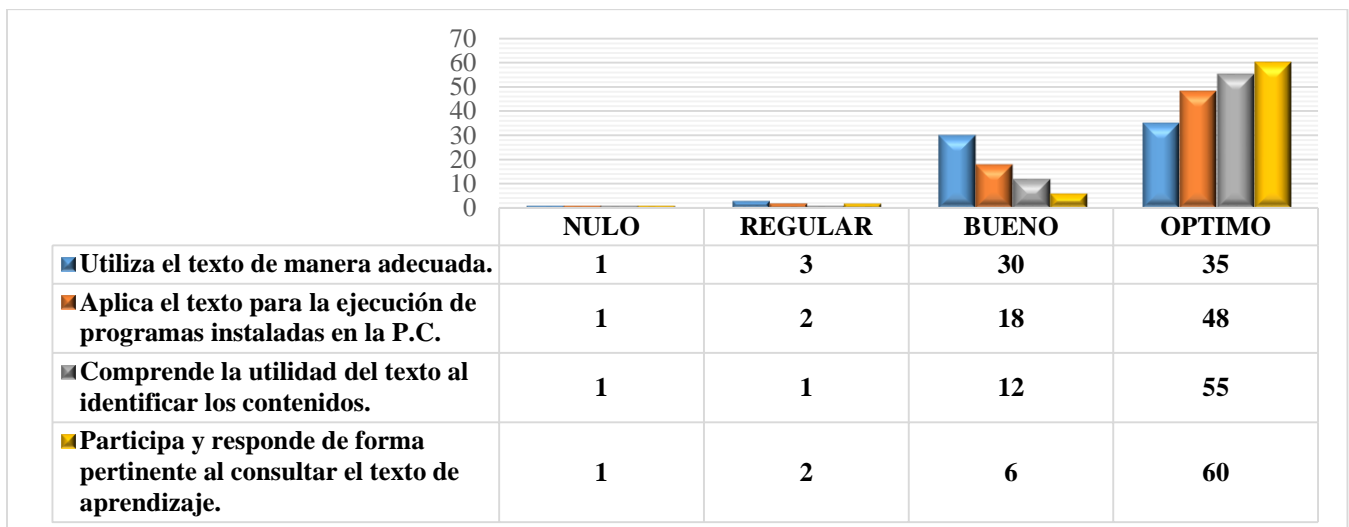 70
60
50
40
30
20
10
0
NULO REGULAR BUENO OPTIMO
Utiliza el texto de manera adecuada. 1 3 30 35
Aplica el texto para la ejecución de
programas instaladas en la P.C. 1 2 18 48
Comprende la utilidad del texto al
identificar los contenidos. 1 1 12 55
Participa y responde de forma
pertinente al consultar el texto de
aprendizaje. 1 2 6 60